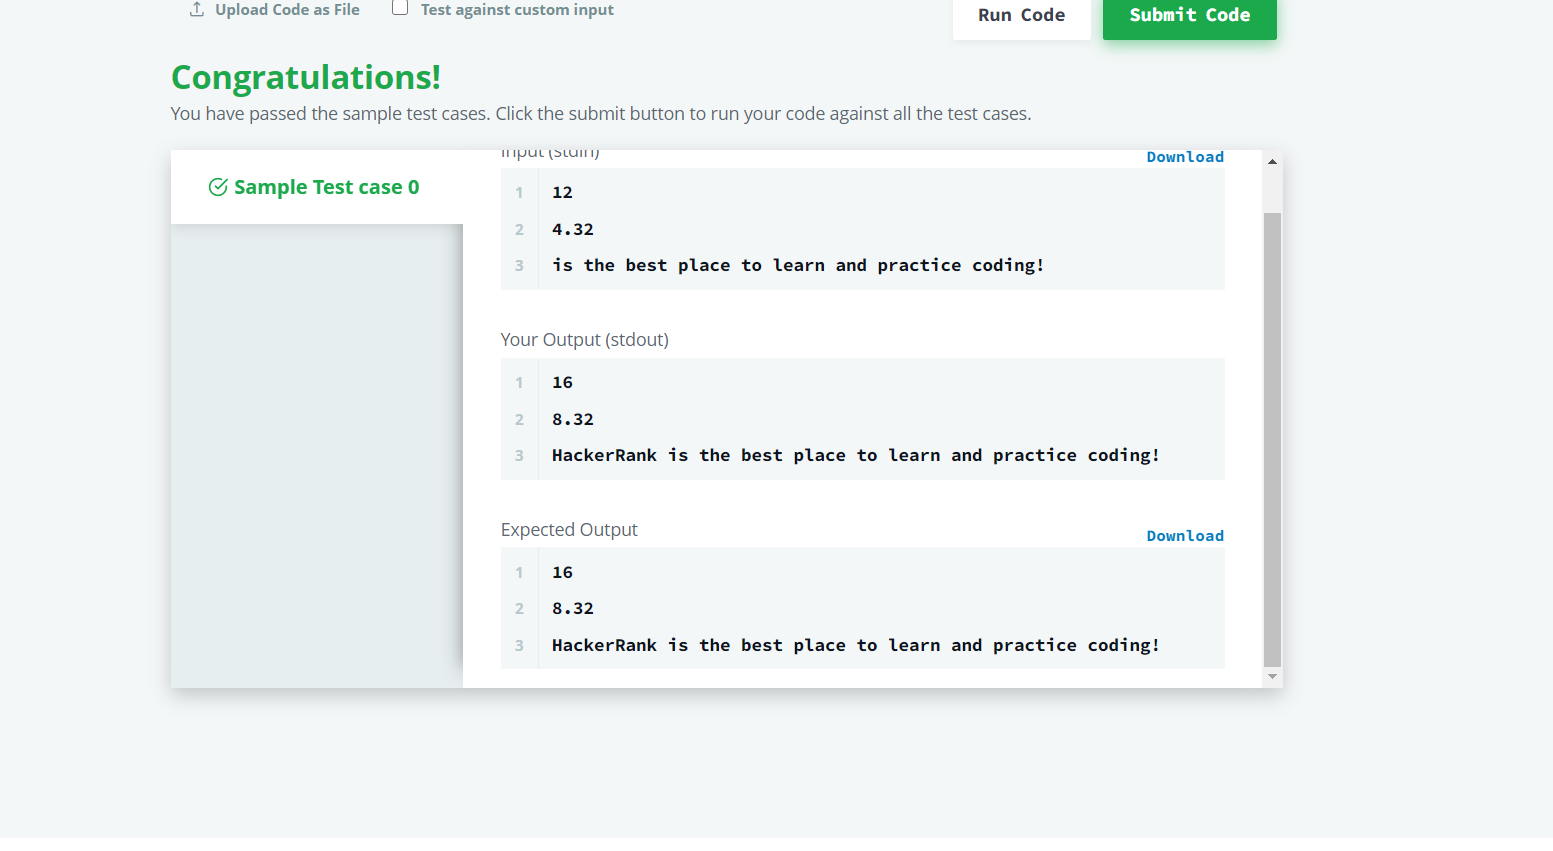 Upload Code as File
Test against custom input
Run Code
Submit Code
Congratulations!
You have passed the sample test cases. Click the submit button to run your code against all the test cases.
Sample Test case 0
Input (stdin)
Download
1 12
2 4.32
3 is the best place to learn and practice coding!
Your Output (stdout)
1 16
2 8.32
3 HackerRank is the best place to learn and practice coding!
Expected Output
Download
1 16
2 8.32
3 HackerRank is the best place to learn and practice coding!